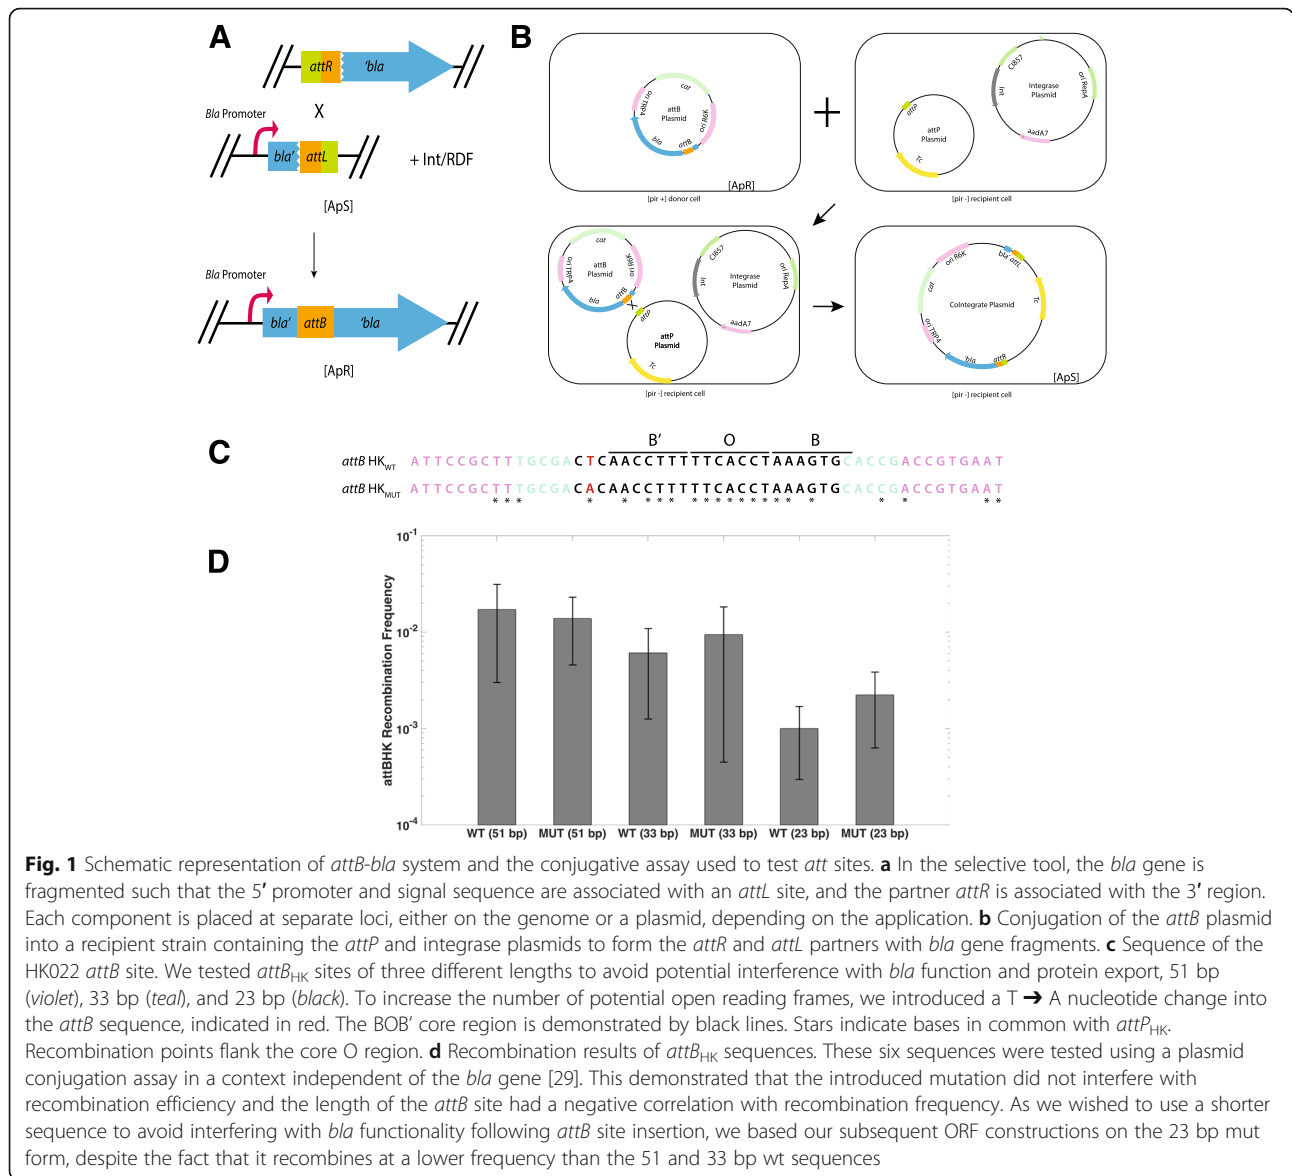 A
attR
'bla
X
Bla Promoter
bla'
attL
+ Int/RDF
[ApS]
Bla Promoter
bla'
attB
'bla
[ApR]
B
cat
ori TRP4
attB
Plasmid
ori R6K
bla
attB
[ApR]
[pir +] donor cell
+
CI857
Int
Integrase
Plasmid
ori RepA
aadA7
attP
attP
Plasmid
Tc
[pir -] recipient cell
cat
ori TRP4
attB
Plasmid
ori R6K
bla
attB
X
attP
attP
Plasmid
Tc
CI857
Int
Integrase
Plasmid
ori RepA
aadA7
[pir -] recipient cell
ori R6K
bla'
attL
cat
CoIntegrate Plasmid
Tc
ori TRP4
'bla
attR
[ApS]
[pir -] recipient cell
C
B' O B
attB HKWT ATTCCGCTTTGCGACTCAACCTTTTTCACCTAAAGTGCACCGACCGTGAAT
attB HKMUT ATTCCGCTTTGCGACACAACCTTTTTCACCTAAAGTGCACCGACCGTGAAT
* * * * * * * * * * * * * * * * * * * * * * *
D
attBHK Recombination Frequency
10-1
10-2
10-3
10-4
WT (51 bp) MUT (51 bp) WT (33 bp) MUT (33 bp) WT (23 bp) MUT (23 bp)
Fig. 1 Schematic representation of attB-bla system and the conjugative assay used to test att sites. a In the selective tool, the bla gene is
fragmented such that the 5′ promoter and signal sequence are associated with an attL site, and the partner attR is associated with the 3′ region.
Each component is placed at separate loci, either on the genome or a plasmid, depending on the application. b Conjugation of the attB plasmid
into a recipient strain containing the attP and integrase plasmids to form the attR and attL partners with bla gene fragments. c Sequence of the
HK022 attB site. We tested attBHK sites of three different lengths to avoid potential interference with bla function and protein export, 51 bp
(violet), 33 bp (teal), and 23 bp (black). To increase the number of potential open reading frames, we introduced a T ➔ A nucleotide change into
the attB sequence, indicated in red. The BOB' core region is demonstrated by black lines. Stars indicate bases in common with attPHK.
Recombination points flank the core O region. d Recombination results of attBHK sequences. These six sequences were tested using a plasmid
conjugation assay in a context independent of the bla gene [29]. This demonstrated that the introduced mutation did not interfere with
recombination efficiency and the length of the attB site had a negative correlation with recombination frequency. As we wished to use a shorter
sequence to avoid interfering with bla functionality following attB site insertion, we based our subsequent ORF constructions on the 23 bp mut
form, despite the fact that it recombines at a lower frequency than the 51 and 33 bp wt sequences